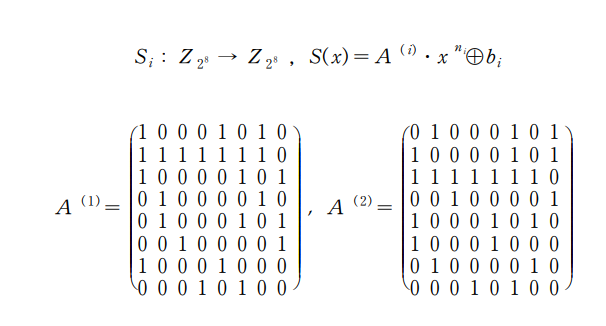 S_i : Z_{2^8} → Z_{2^8} , S(x) = A^{(i)} · x^{n_i} ⊕ b_i
A^{(1)} = ( 1 0 0 0 1 0 1 0 ; 1 1 1 1 1 1 1 0 ; 1 0 0 0 0 1 0 1 ; 0 1 0 0 0 0 1 0 ; 0 1 0 0 0 1 0 1 ; 0 0 1 0 0 0 0 1 ; 1 0 0 0 1 0 0 0 ; 0 0 0 1 0 1 0 0 ) , A^{(2)} = ( 0 1 0 0 0 1 0 1 ; 1 0 0 0 0 1 0 1 ; 1 1 1 1 1 1 1 0 ; 0 0 1 0 0 0 0 1 ; 1 0 0 0 1 0 1 0 ; 1 0 0 0 1 0 0 0 ; 0 1 0 0 0 0 1 0 ; 0 0 0 1 0 1 0 0 )